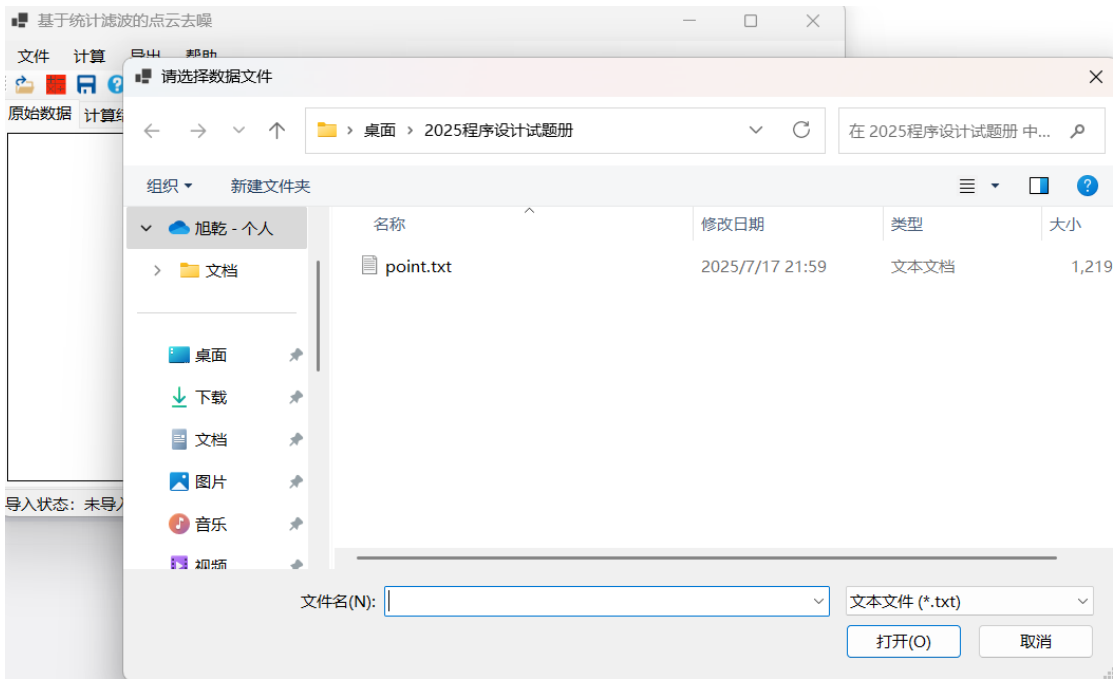 基于统计滤波的点云去噪
文件 计算 导出 帮助
请选择数据文件
原始数据 计算结
桌面 › 2025程序设计试题册
在 2025程序设计试题册 中...
组织 新建文件夹
旭乾 - 个人
文档
桌面
下载
文档
图片
音乐
视频
名称 修改日期 类型 大小
point.txt 2025/7/17 21:59 文本文档 1,219
导入状态：未导入
文件名(N):
文本文件 (*.txt)
打开(O) 取消